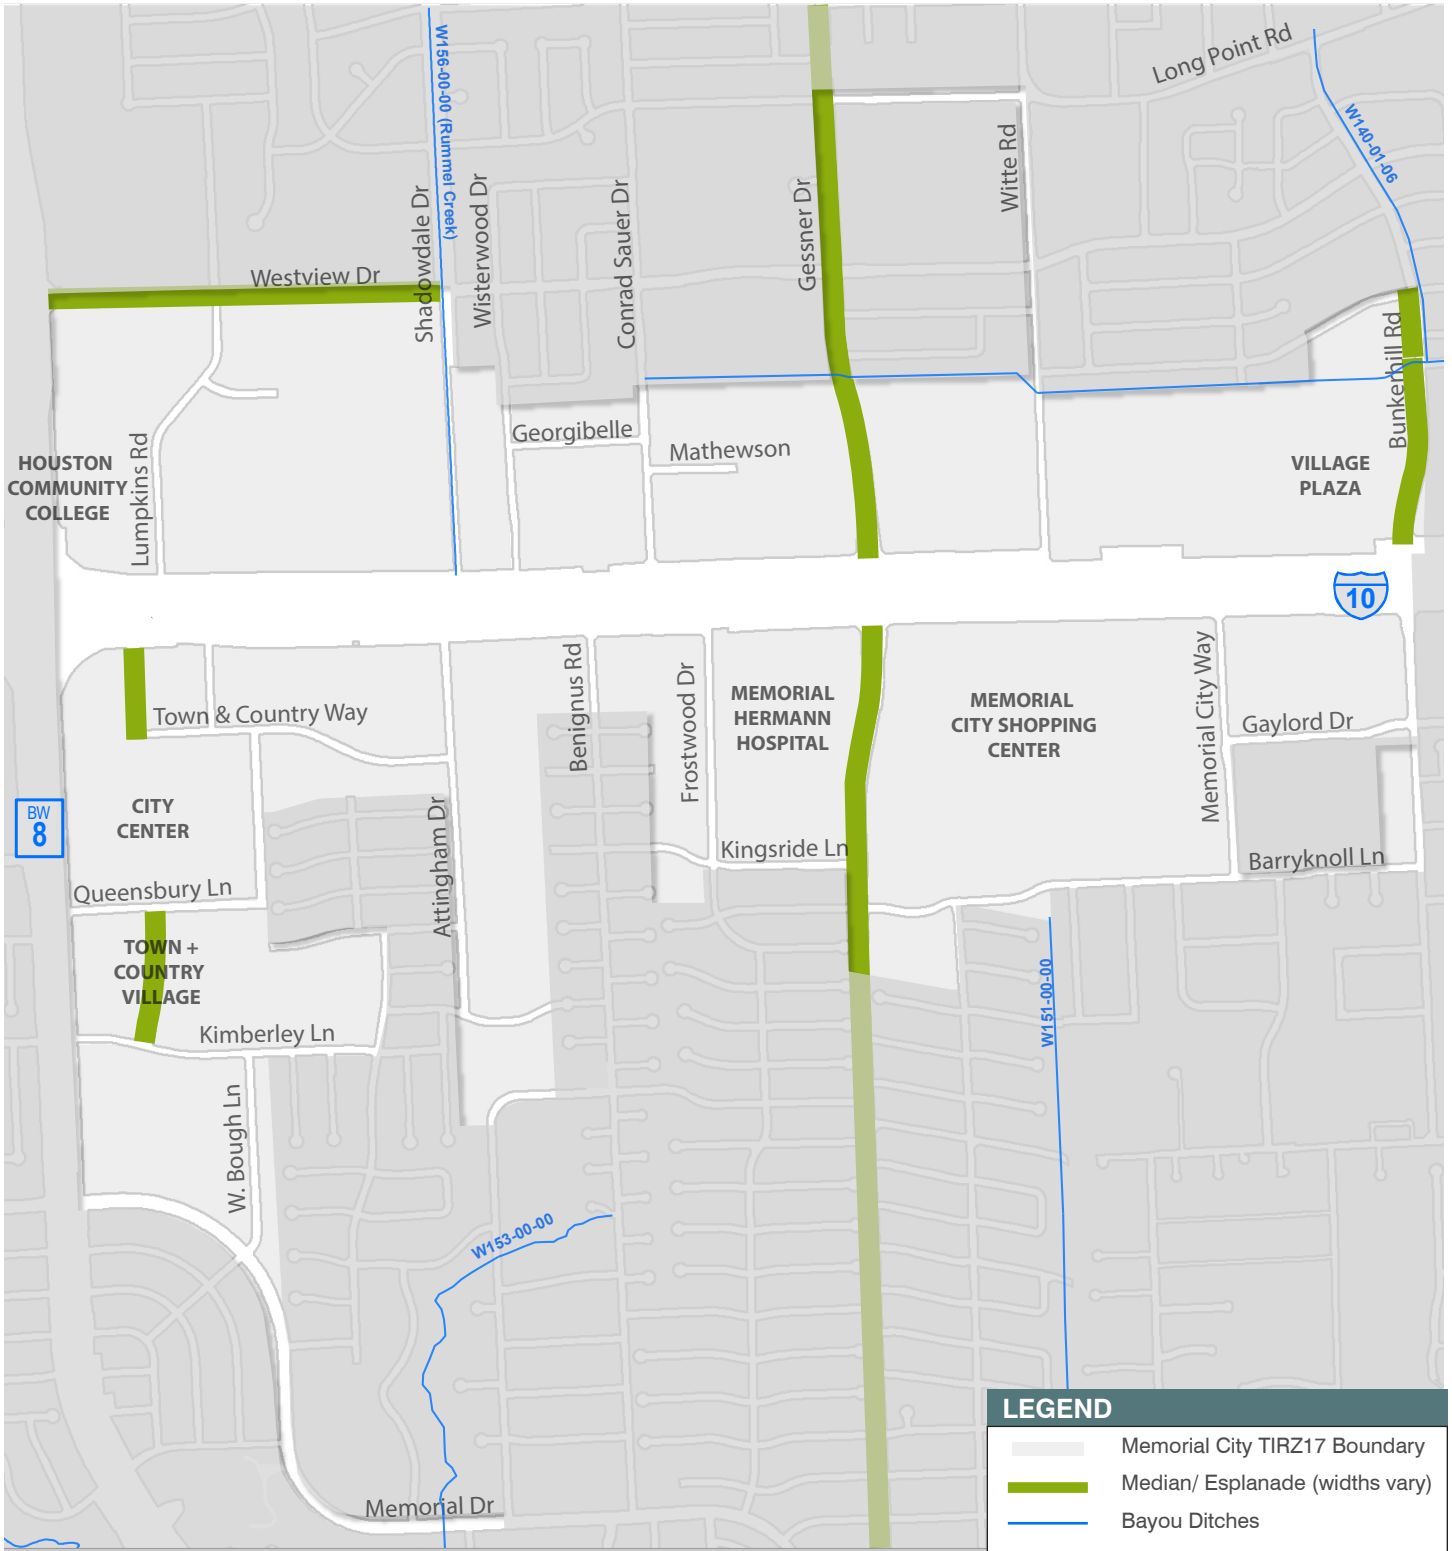 Long Point Rd
W156-00-00 (Rummel Creek)
W140-01-06
Witte Rd
Shadowdale Dr
Wisterwood Dr
Conrad Sauer Dr
Gessner Dr
Westview Dr
Bunkerhill Rd
Georgibelle
Mathewson
Lumpkins Rd
HOUSTON
COMMUNITY
COLLEGE
VILLAGE
PLAZA
10
Benignus Rd
Frostwood Dr
Memorial City Way
MEMORIAL
HERMANN
HOSPITAL
MEMORIAL
CITY SHOPPING
CENTER
Town & Country Way
Gaylord Dr
BW
8
CITY
CENTER
Attingham Dr
Kingsride Ln
Barryknoll Ln
Queensbury Ln
TOWN +
COUNTRY
VILLAGE
W151-00-00
Kimberley Ln
W. Bough Ln
W153-00-00
Memorial Dr
LEGEND
Memorial City TIRZ17 Boundary
Median/ Esplanade (widths vary)
Bayou Ditches